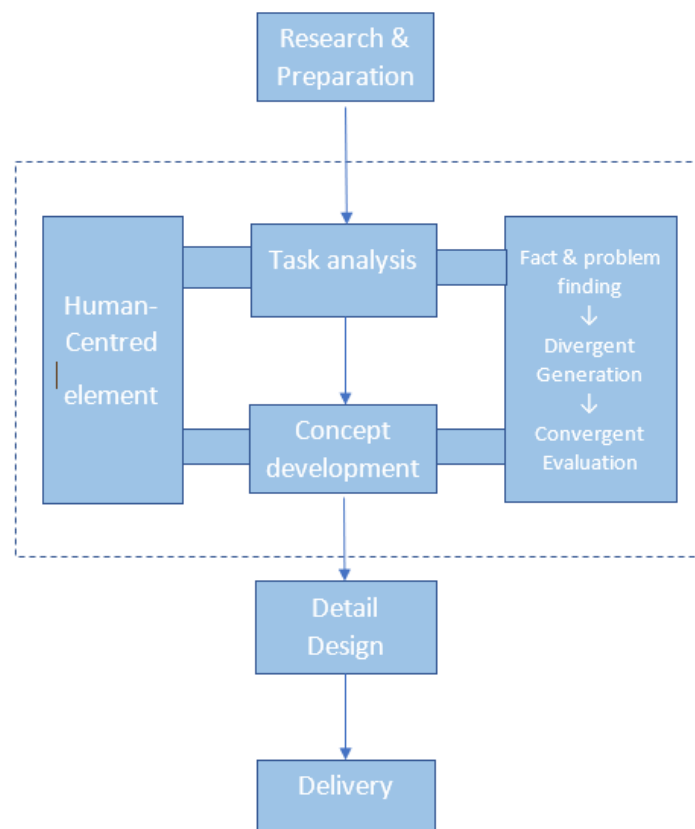 Research &
Preparation
Task analysis
Human-
Centred
element
Fact & problem
finding
↓
Divergent
Generation
↓
Convergent
Evaluation
Concept
development
Detail
Design
Delivery